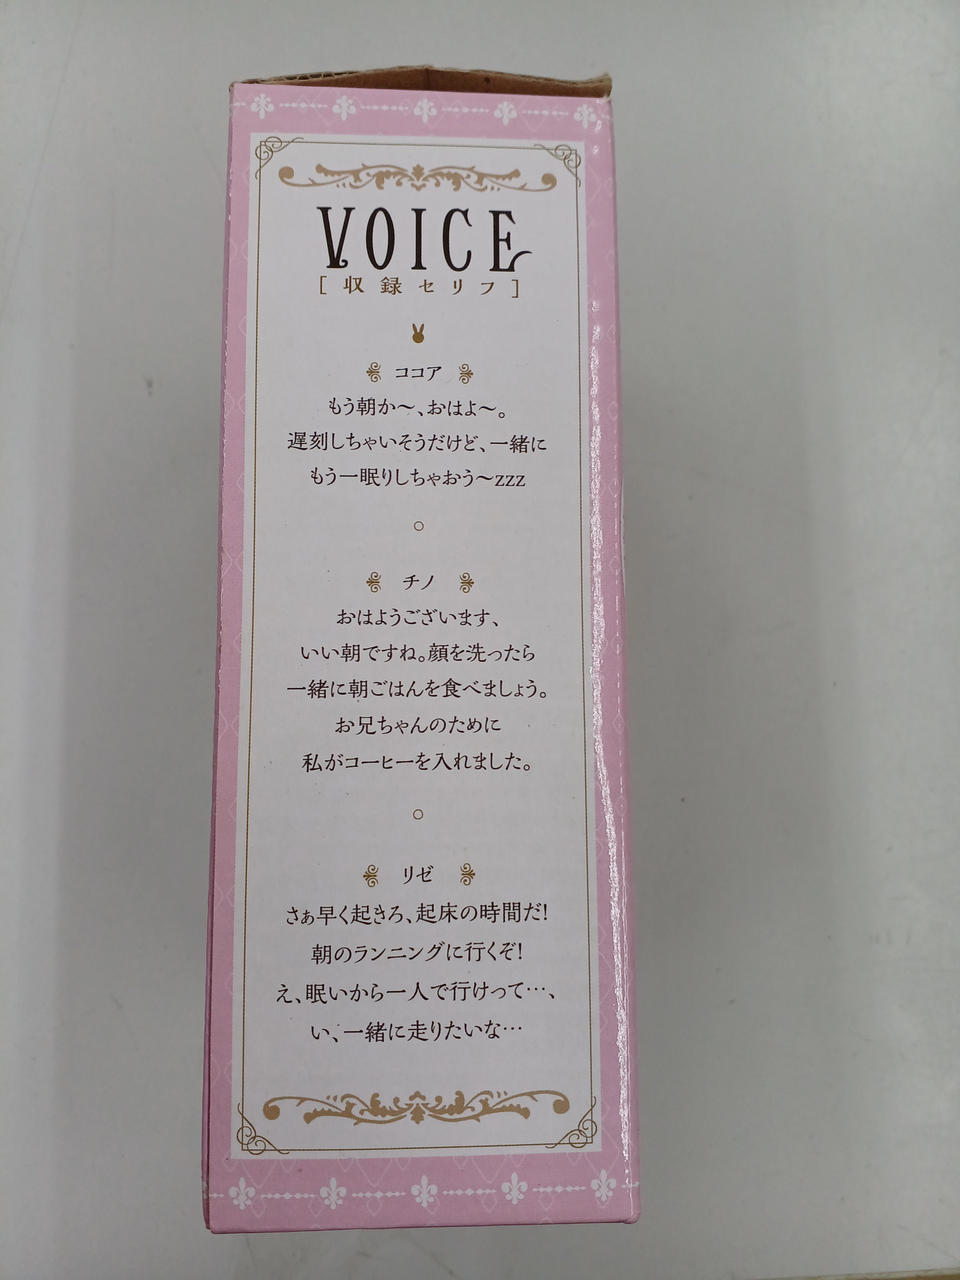 VOICE
[収録セリフ]
ココア
もう朝か〜、おはよ〜。
遅刻しちゃいそうだけど、一緒に
もう一眠りしちゃおう〜zzz
チノ
おはようございます、
いい朝ですね。顔を洗ったら
一緒に朝ごはんを食べましょう。
お兄ちゃんのために
私がコーヒーを入れました。
リゼ
さぁ早く起きろ、起床の時間だ!
朝のランニングに行くぞ!
え、眠いから一人で行けって…、
い、一緒に走りたいな…